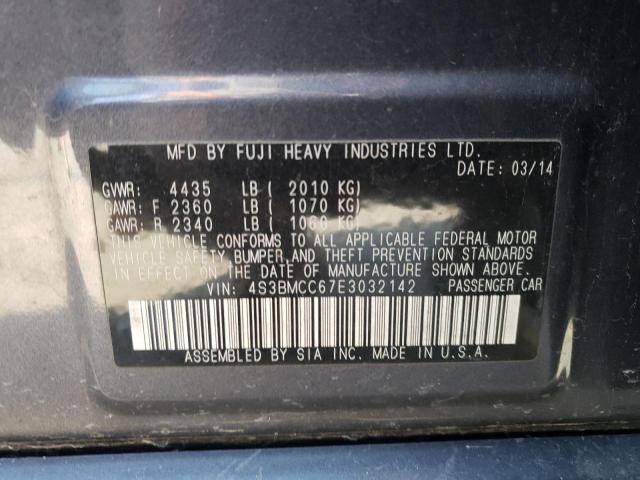 MFD BY FUJI HEAVY INDUSTRIES LTD.
DATE: 03/14
GVWR: 4435 LB ( 2010 KG)
GAWR: F 2360 LB ( 1070 KG)
GAWR: R 2340 LB ( 1060 KG)
THIS VEHICLE CONFORMS TO ALL APPLICABLE FEDERAL MOTOR
VEHICLE SAFETY, BUMPER, AND THEFT PREVENTION STANDARDS
IN EFFECT ON THE DATE OF MANUFACTURE SHOWN ABOVE.
VIN: 4S3BMCC67E3032142 PASSENGER CAR
ASSEMBLED BY SIA INC. MADE IN U.S.A.